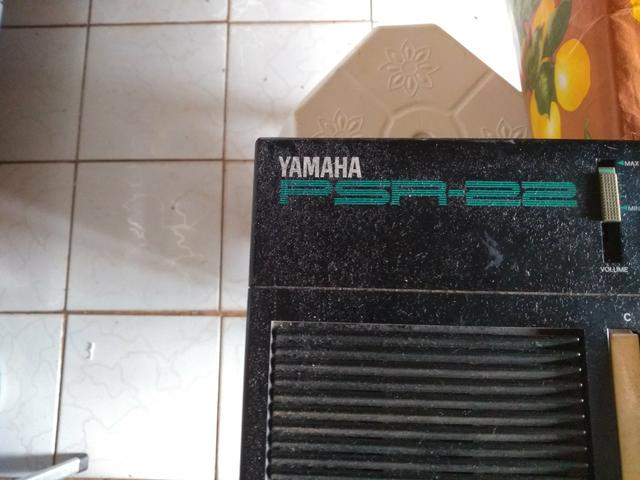 YAMAHA
PSR-22
MAX
MIN
VOLUME
C